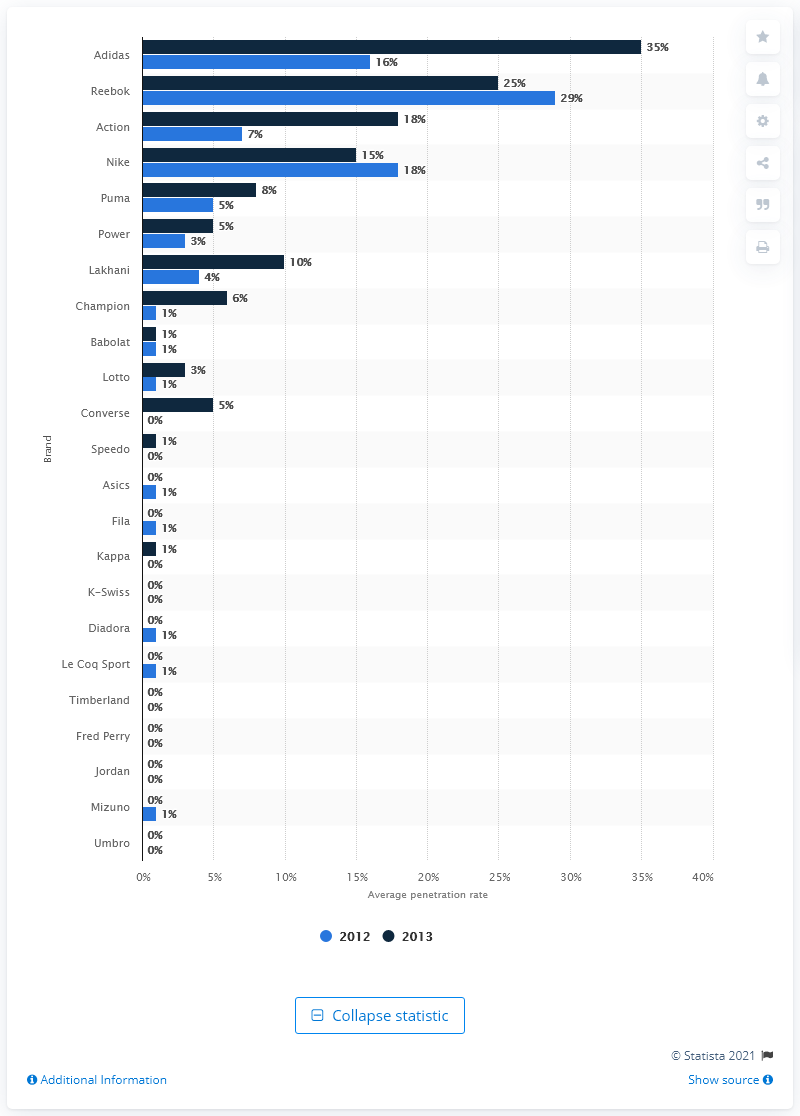 Adidas 35% 16%
Reebok 25% 29%
Action 18% 7%
Nike 15% 18%
Puma 8% 5%
Power 5% 3%
Lakhani 10% 4%
Champion 6% 1%
Babolat 1% 1%
Lotto 3% 1%
Converse 5% 0%
Speedo 1% 0%
Asics 0% 1%
Fila 0% 1%
Kappa 1% 0%
K-Swiss 0% 0%
Diadora 0% 1%
Le Coq Sport 0% 1%
Timberland 0% 0%
Fred Perry 0% 0%
Jordan 0% 0%
Mizuno 0% 1%
Umbro 0% 0%
Brand
0% 5% 10% 15% 20% 25% 30% 35% 40%
Average penetration rate
2012 2013
Collapse statistic
© Statista 2021
Additional Information Show source